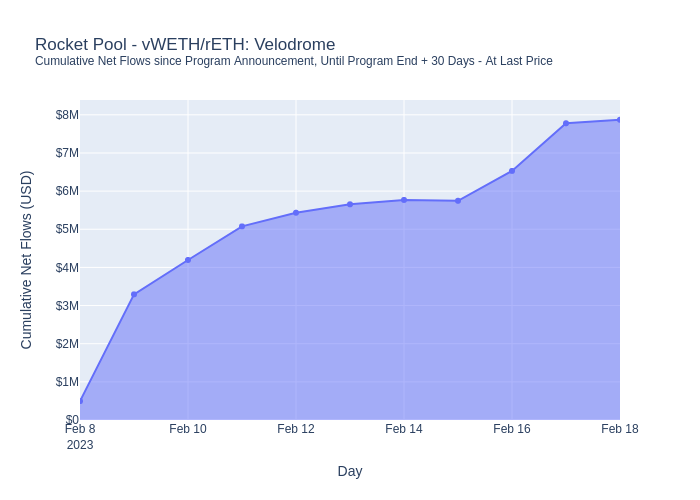 Rocket Pool - vWETH/rETH: Velodrome
Cumulative Net Flows since Program Announcement, Until Program End + 30 Days - At Last Price
Cumulative Net Flows (USD)
$8M
$7M
$6M
$5M
$4M
$3M
$2M
$1M
$0
Feb 8
2023
Feb 10
Feb 12
Feb 14
Feb 16
Feb 18
Day